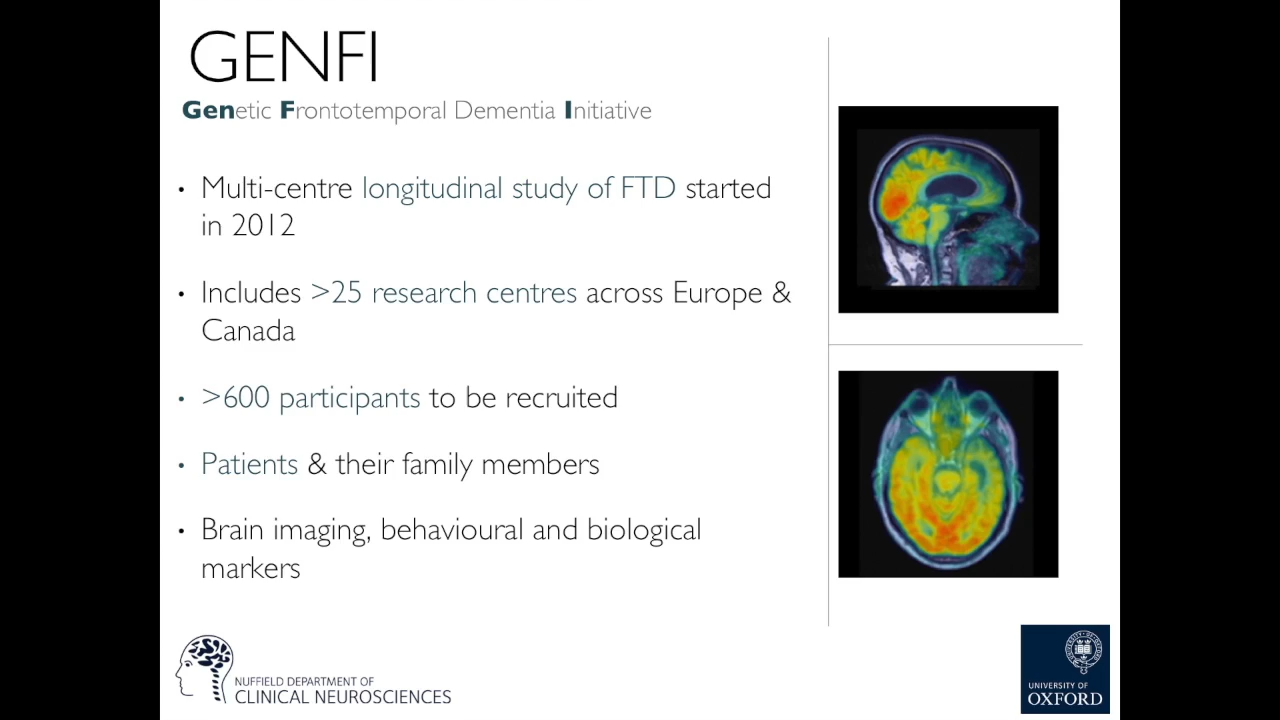 GENFI
Genetic Frontotemporal Dementia Initiative
• Multi-centre longitudinal study of FTD started
in 2012
• Includes >25 research centres across Europe &
Canada
• >600 participants to be recruited
• Patients & their family members
• Brain imaging, behavioural and biological
markers
NUFFIELD DEPARTMENT OF
CLINICAL NEUROSCIENCES
UNIVERSITY OF
OXFORD